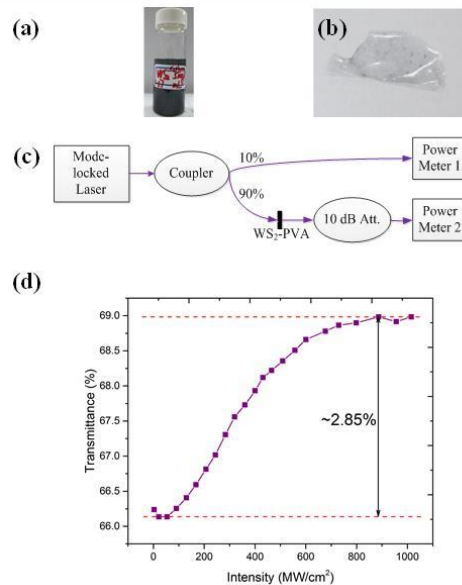 (a)
(b)
(c)
Mode-
locked
Laser
Coupler
10%
90%
WS₂-PVA
10 dB Att.
Power
Meter 1
Power
Meter 2
(d)
69.0
68.5
68.0
67.5
67.0
66.5
66.0
Transmittance (%)
~2.85%
0
200
400
600
800
1000
Intensity (MW/cm²)